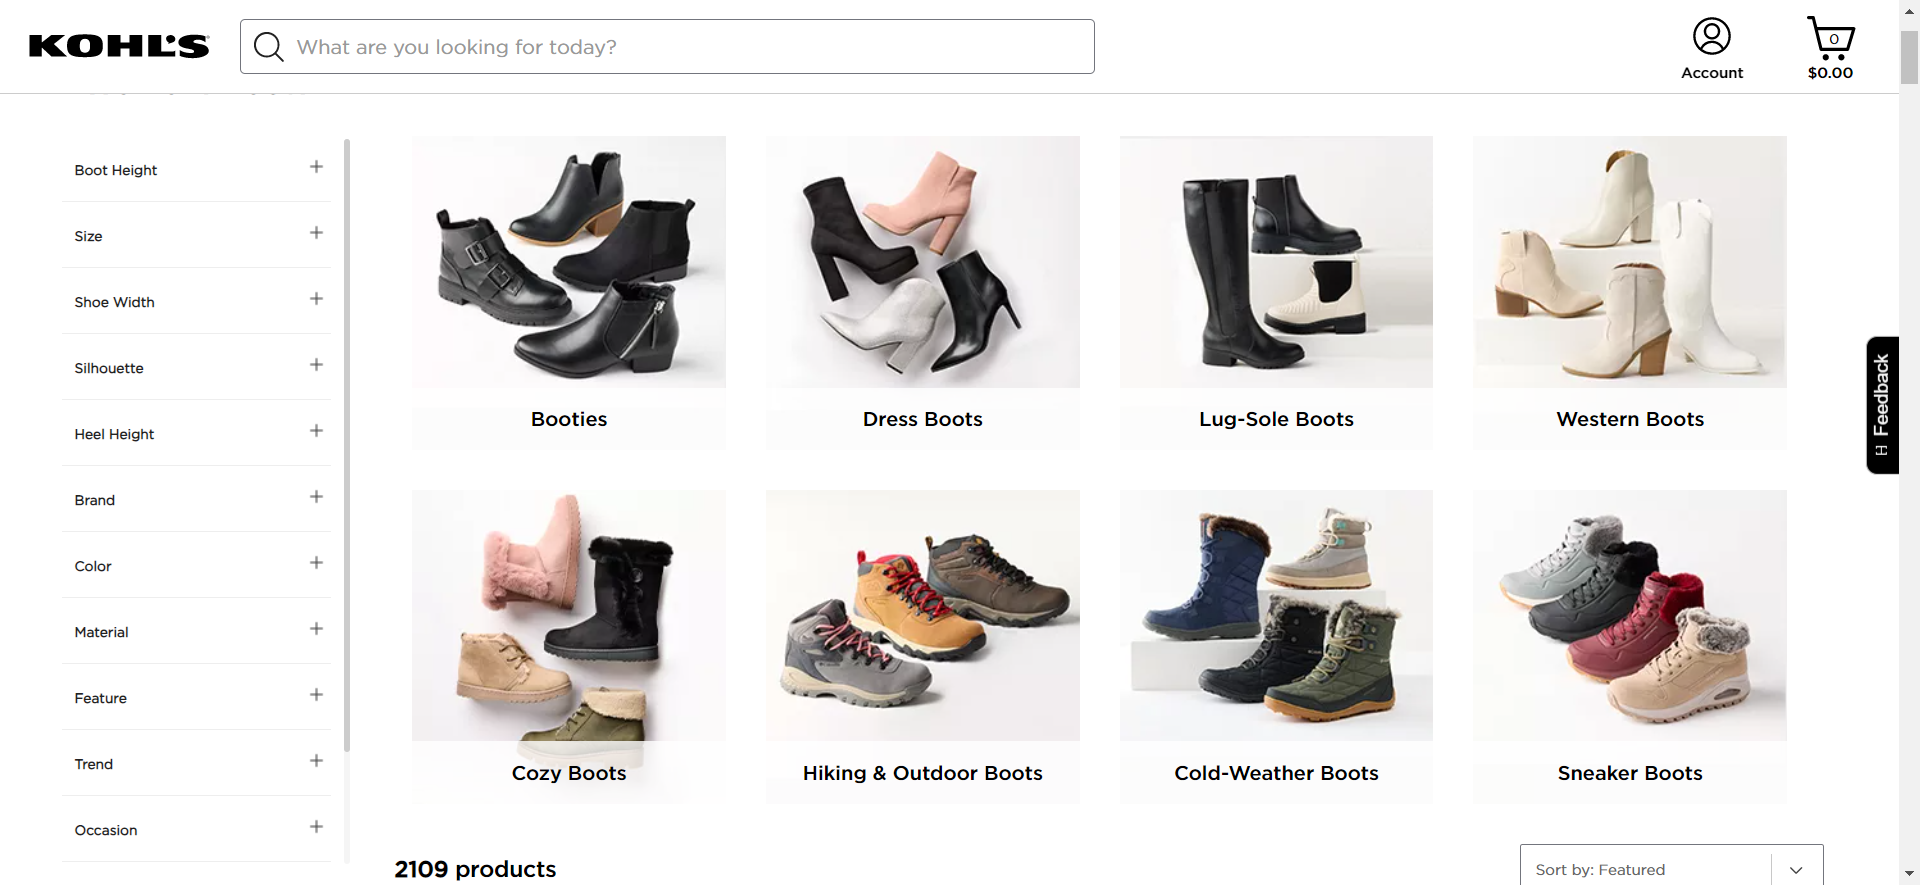 KOHL'S
What are you looking for today?
Account
0
$0.00
Boot Height
Size
Shoe Width
Silhouette
Heel Height
Brand
Color
Material
Feature
Trend
Occasion
Booties
Dress Boots
Lug-Sole Boots
Western Boots
Cozy Boots
Hiking & Outdoor Boots
Cold-Weather Boots
Sneaker Boots
Feedback
2109 products
Sort by: Featured